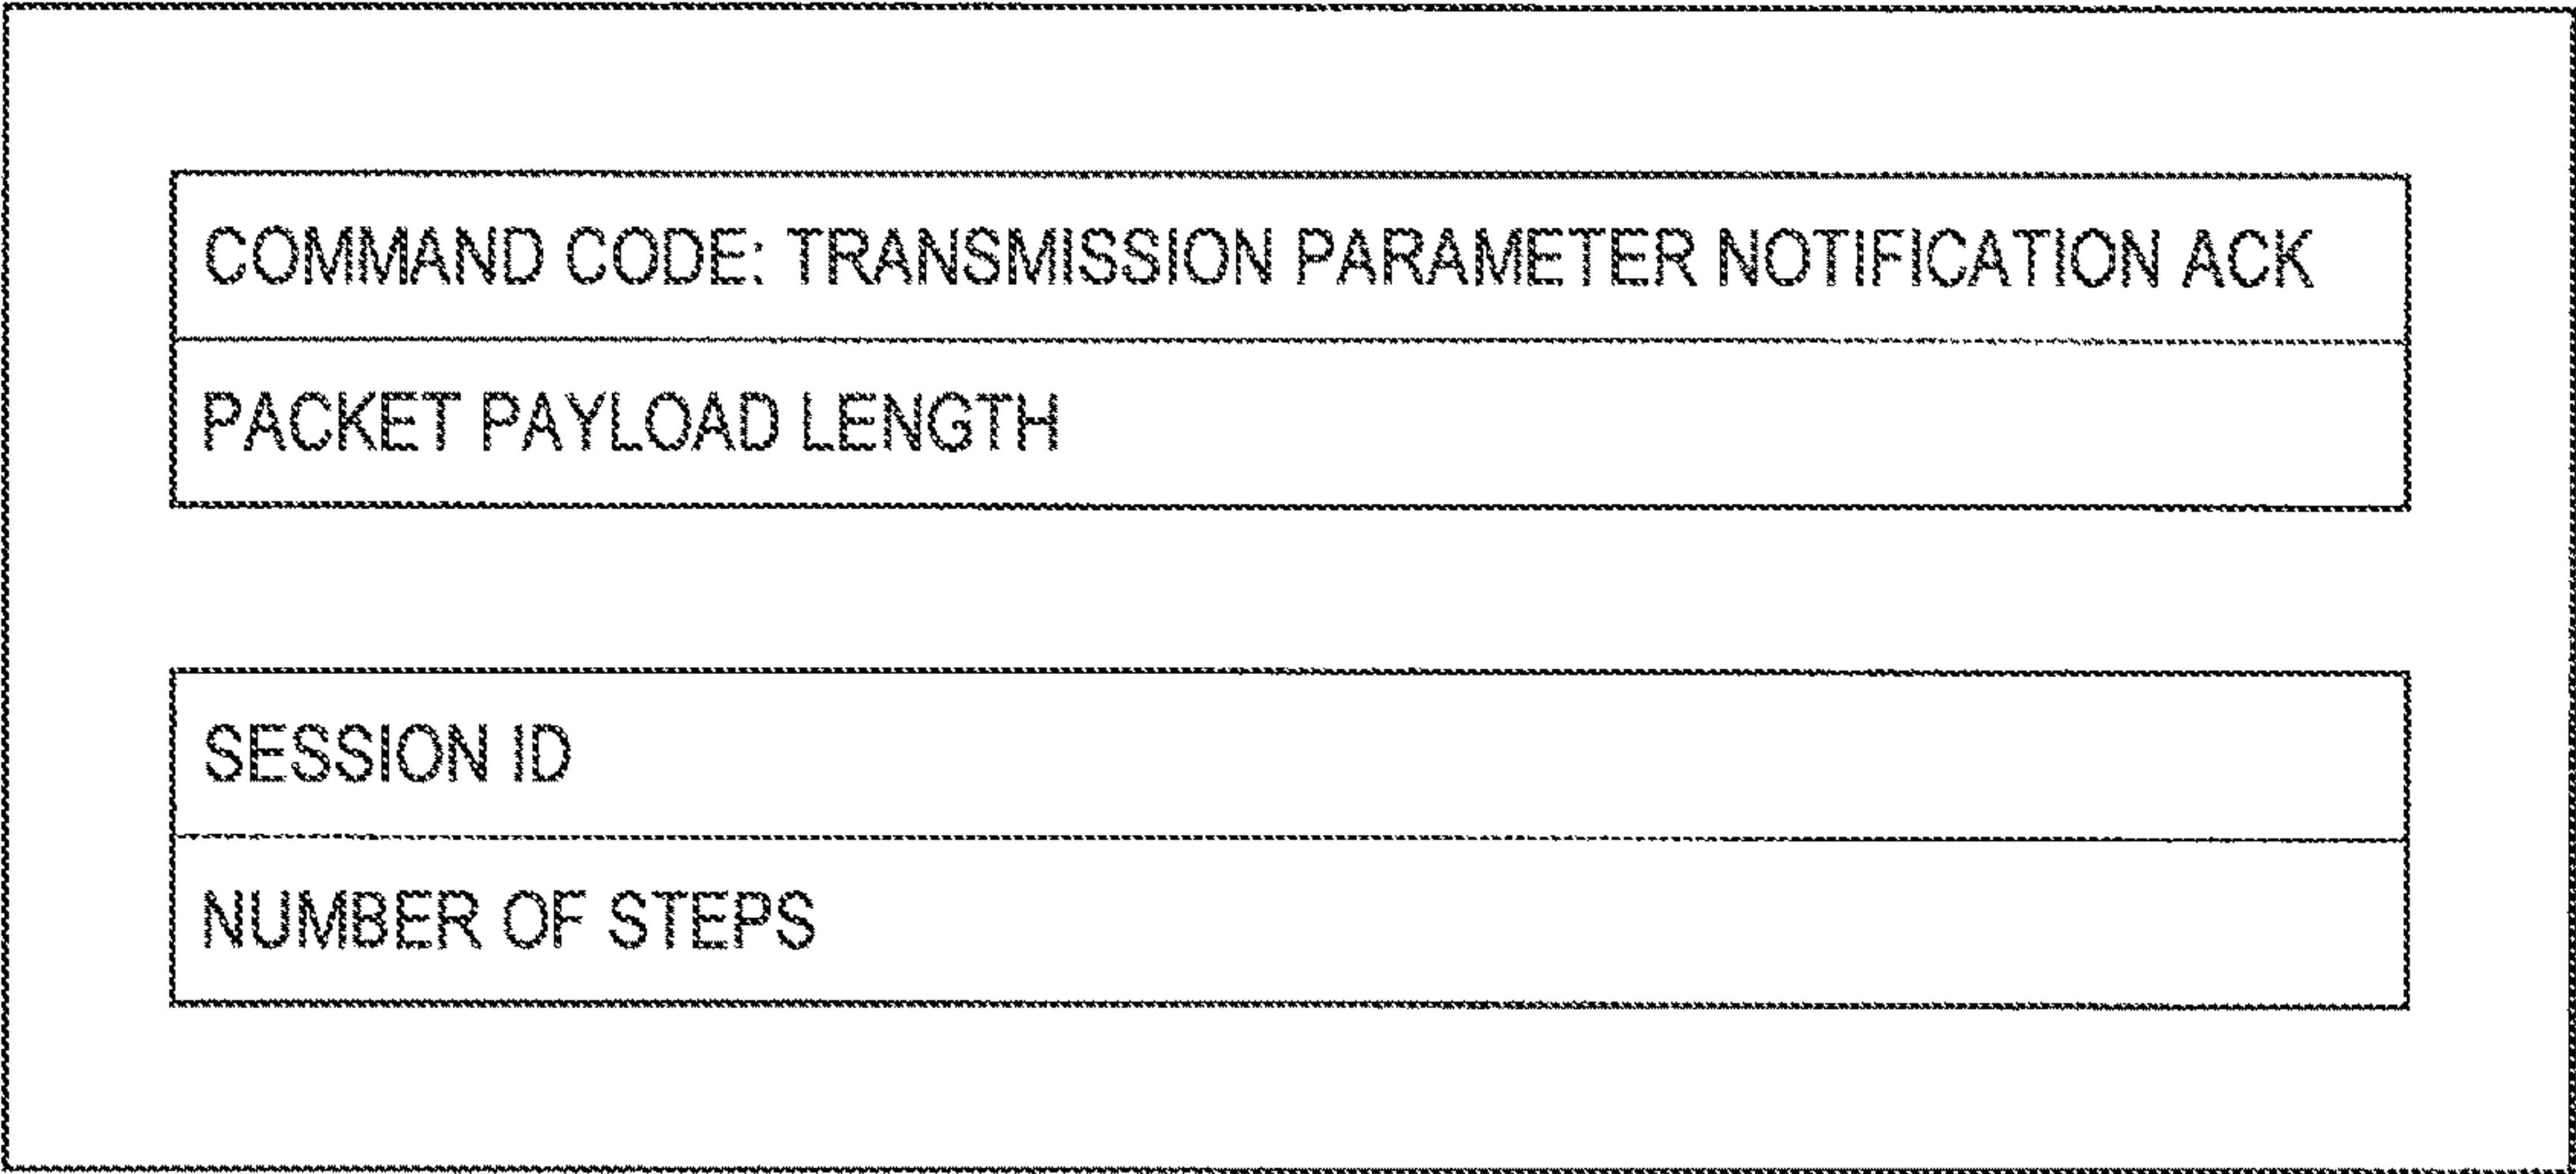 COMMAND CODE: TRANSMISSION PARAMETER NOTIFICATION ACK
PACKET PAYLOAD LENGTH
SESSION ID
NUMBER OF STEPS